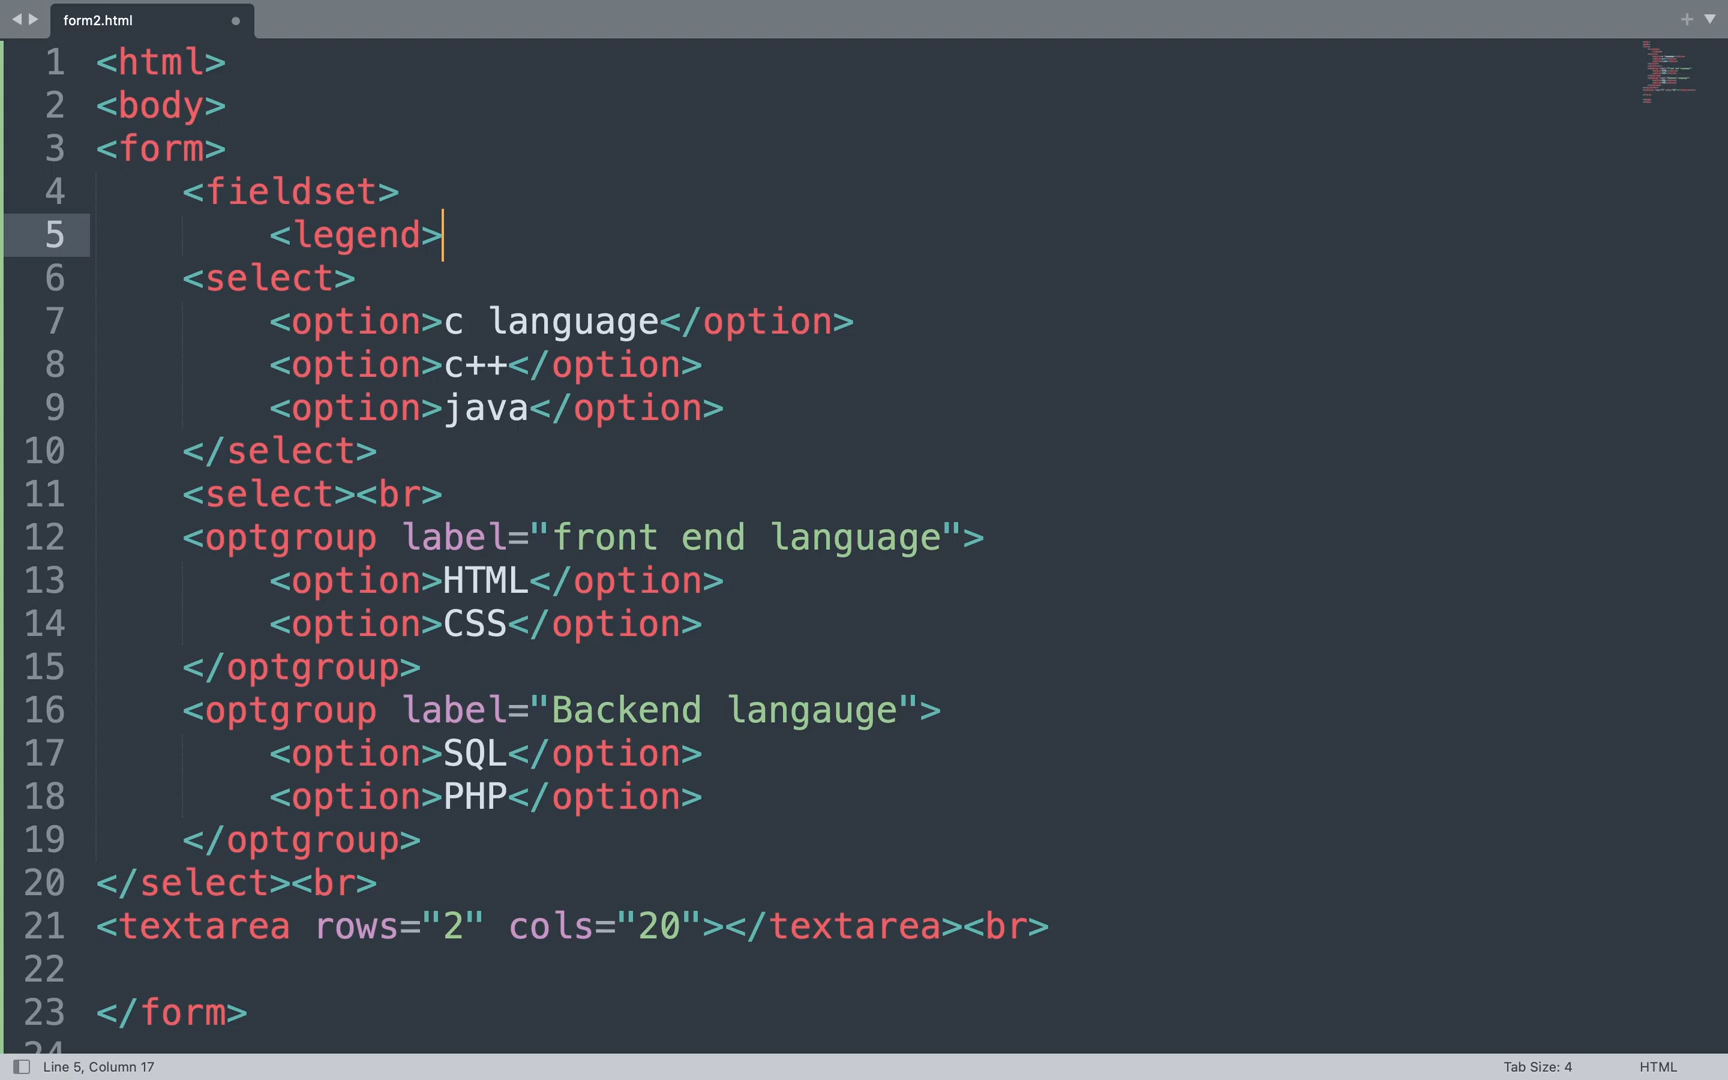 form2.html
1 <html>
2 <body>
3 <form>
4 <fieldset>
5 <legend>
6 <select>
7 <option>c language</option>
8 <option>c++</option>
9 <option>java</option>
10 </select>
11 <select><br>
12 <optgroup label="front end language">
13 <option>HTML</option>
14 <option>CSS</option>
15 </optgroup>
16 <optgroup label="Backend langauge">
17 <option>SQL</option>
18 <option>PHP</option>
19 </optgroup>
20 </select><br>
21 <textarea rows="2" cols="20"></textarea><br>
22
23 </form>
24
Line 5, Column 17 Tab Size: 4 HTML